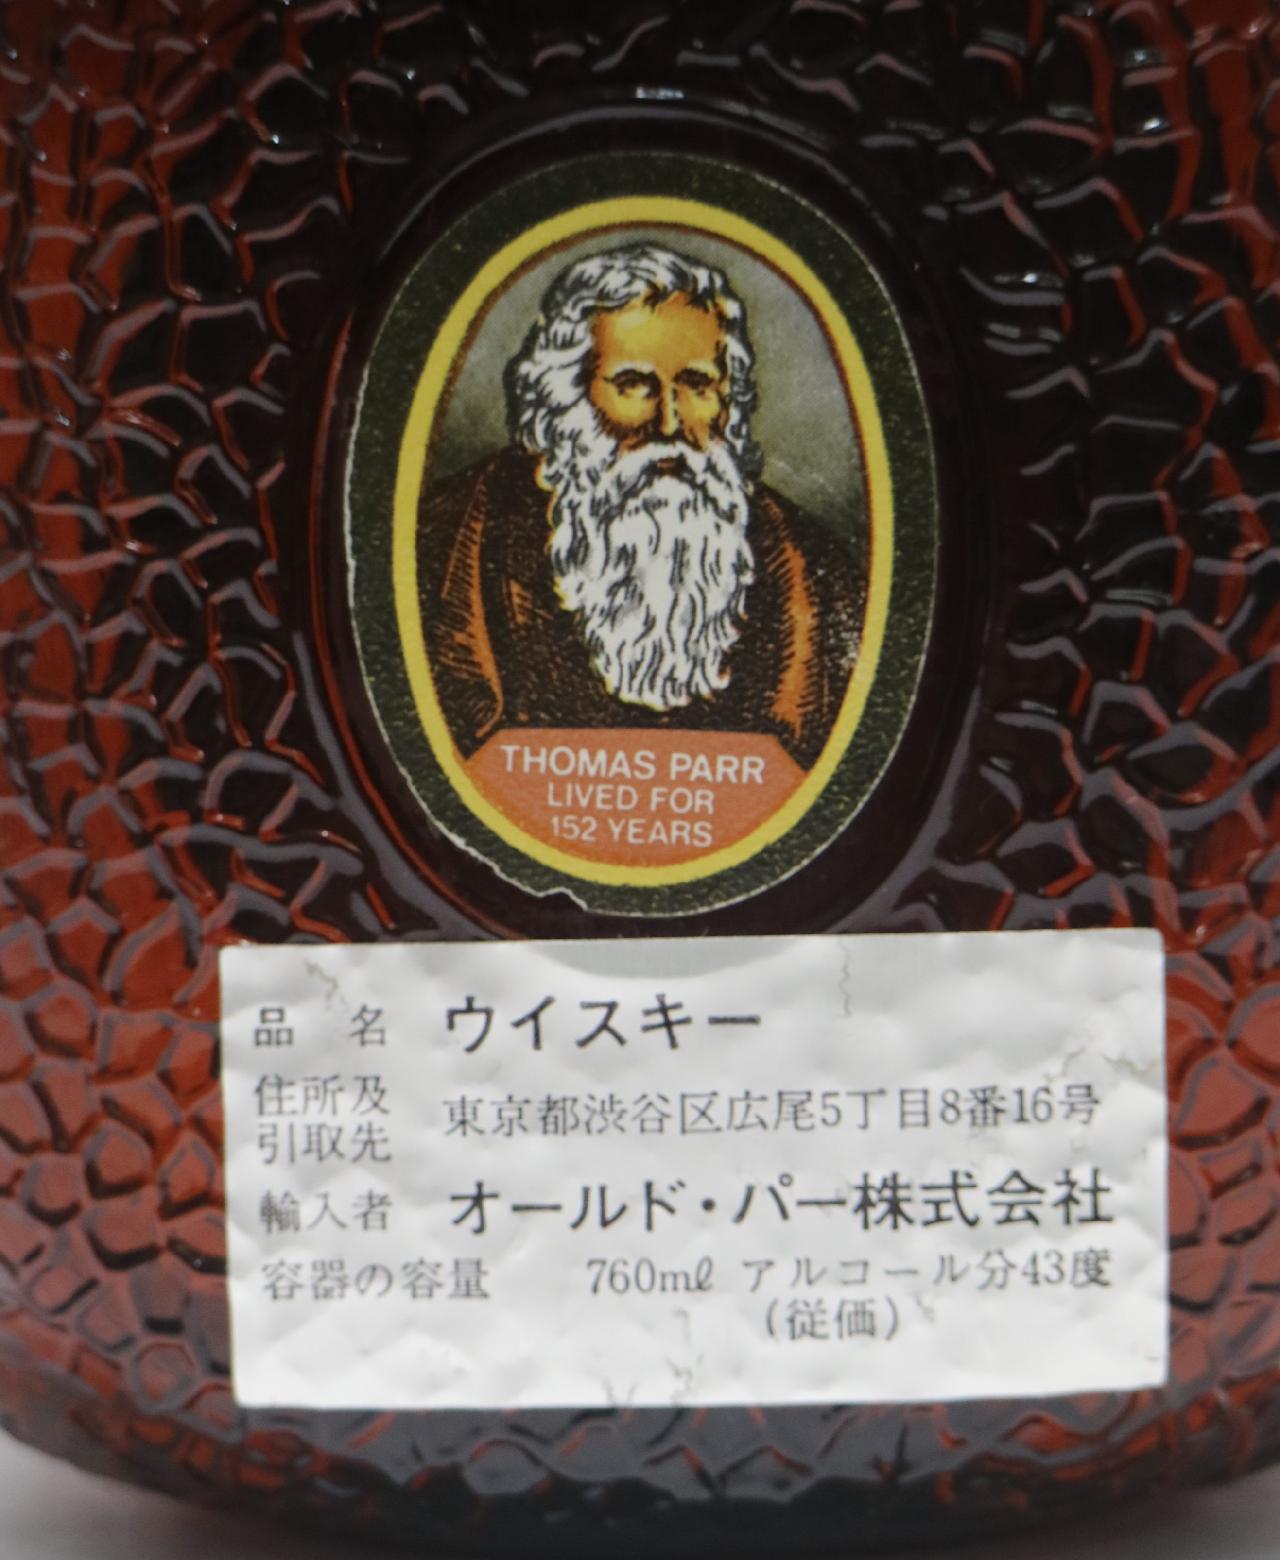 THOMAS PARR
LIVED FOR
152 YEARS
品 名 ウイスキー
住所及
引取先 東京都渋谷区広尾5丁目8番16号
輸入者 オールド・パー株式会社
容器の容量 760mℓ アルコール分43度
(従価)